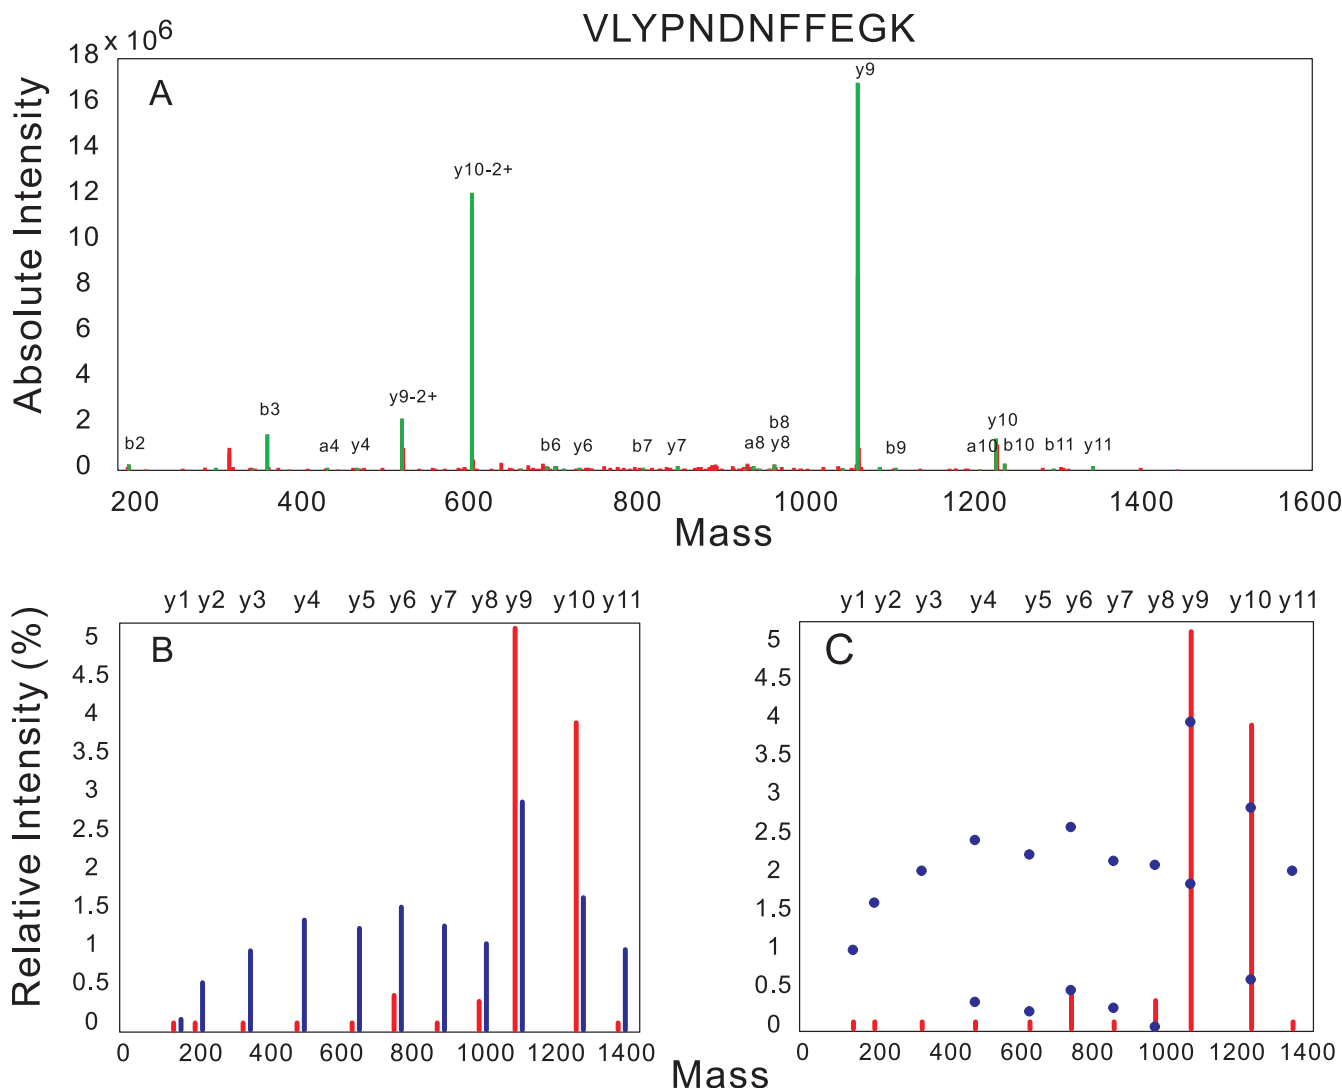 VLYPNDNFFEGK
18 x 10^6
A
y9
16
14
y10-2+
12
10
8
6
4
y9-2+
b3
y10
b8
2
b2
a4 y4
b6 y6
b7 y7
a8 y8
b9
a10 b10
b11 y11
0
Absolute Intensity
200 400 600 800 1000 1200 1400 1600
Mass
y1 y2 y3 y4 y5 y6 y7 y8 y9 y10 y11
B
5
4.5
4
3.5
3
2.5
2
1.5
1
0.5
0
Relative Intensity (%)
0 200 400 600 800 1000 1200 1400
y1 y2 y3 y4 y5 y6 y7 y8 y9 y10 y11
C
5
4.5
4
3.5
3
2.5
2
1.5
1
0.5
0
0 200 400 600 800 1000 1200 1400
Mass